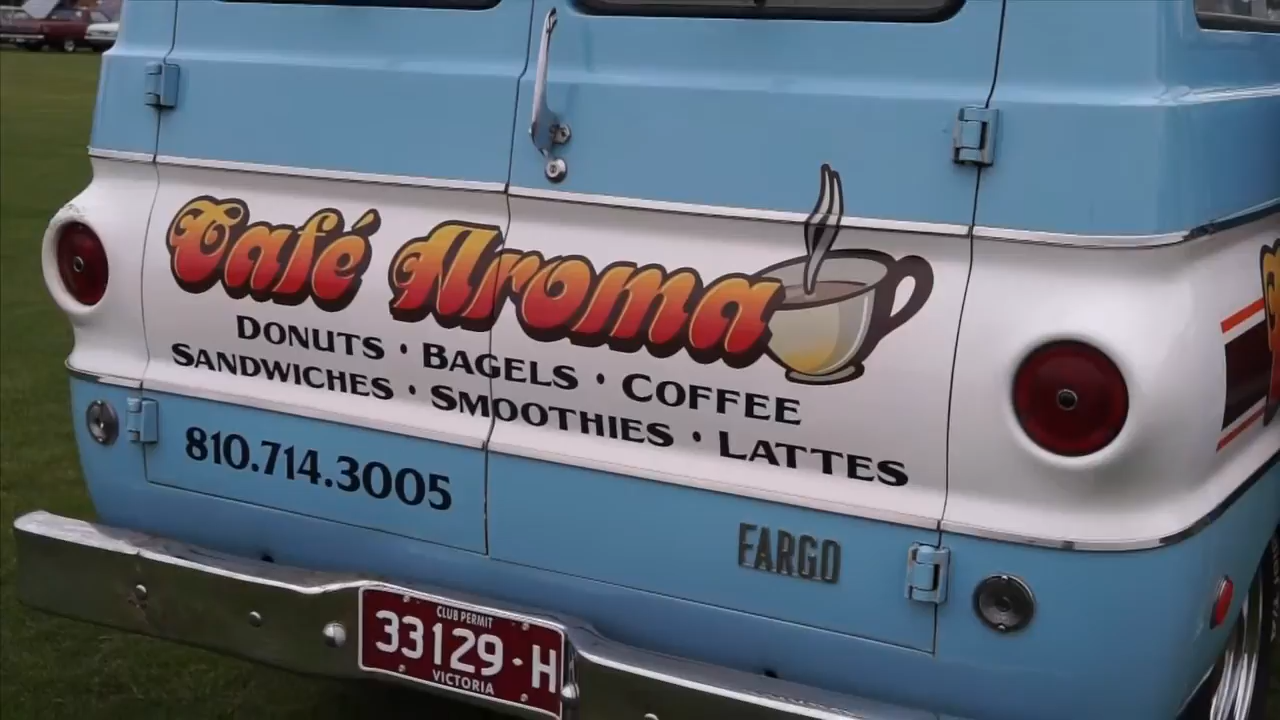 Café Aroma
DONUTS • BAGELS • COFFEE
SANDWICHES • SMOOTHIES • LATTES
810.714.3005
FARGO
CLUB PERMIT
33129·H
VICTORIA